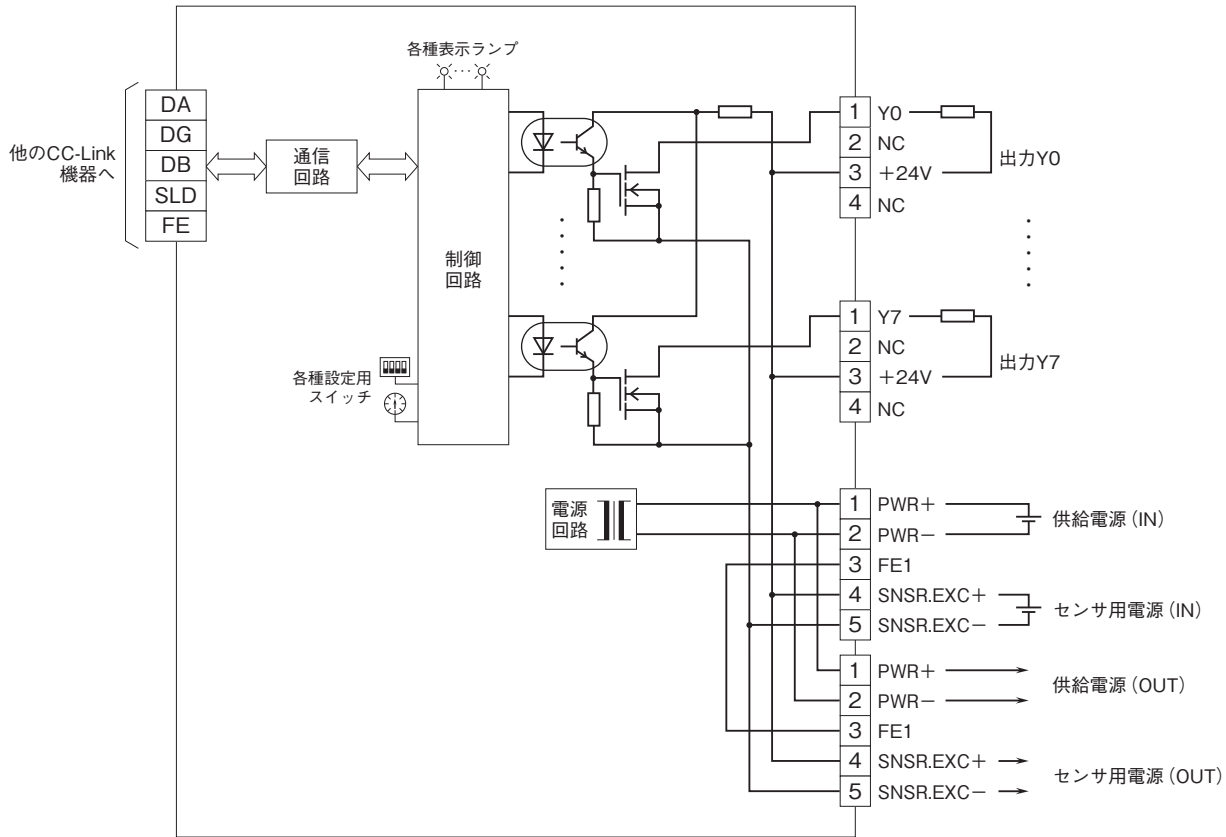 各種表示ランプ
DA
DG
DB
SLD
FE
他のCC-Link
機器へ
通信
回路
制御
回路
各種設定用
スイッチ
1 Y0
2 NC
3 +24V
4 NC
出力Y0
1 Y7
2 NC
3 +24V
4 NC
出力Y7
電源
回路
1 PWR+
2 PWR−
3 FE1
4 SNSR.EXC+
5 SNSR.EXC−
供給電源(IN)
センサ用電源(IN)
1 PWR+
2 PWR−
3 FE1
4 SNSR.EXC+
5 SNSR.EXC−
供給電源(OUT)
センサ用電源(OUT)